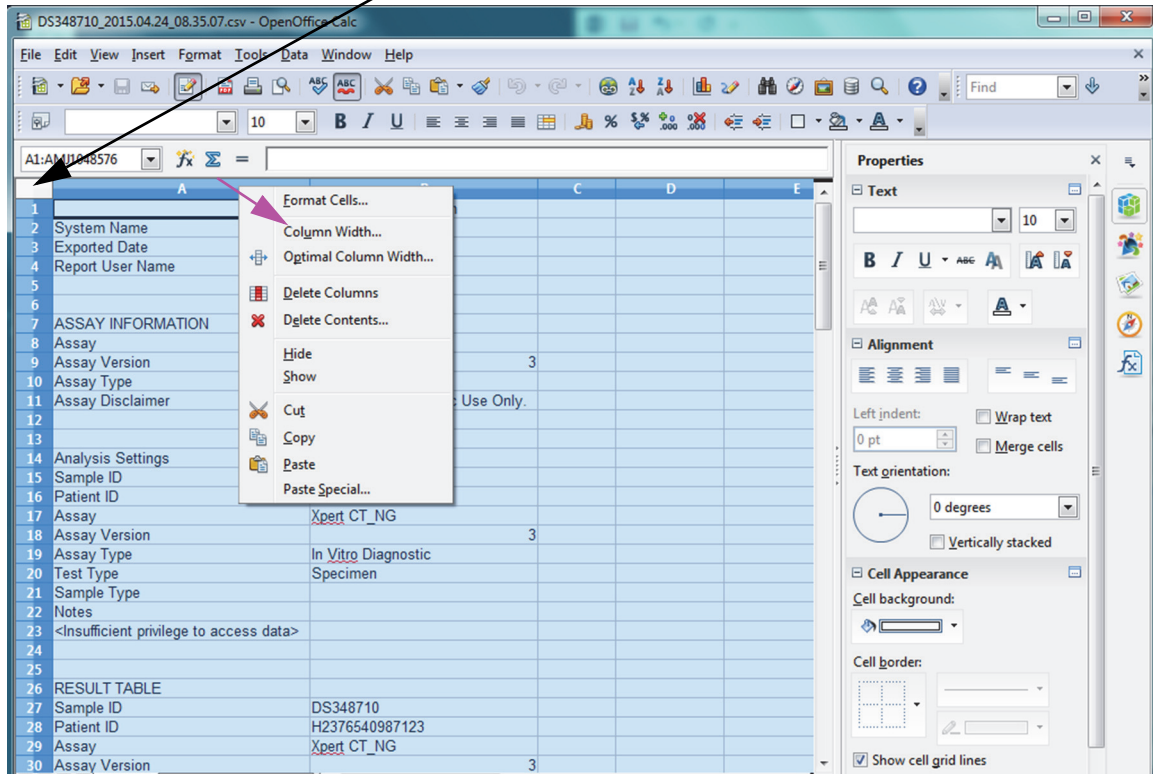 DS348710_2015.04.24_08.35.07.csv - OpenOffice Calc
File Edit View Insert Format Tools Data Window Help
Find
10
A1:AMJ1048576
A C D E
1
2 System Name
3 Exported Date
4 Report User Name
5
6
7 ASSAY INFORMATION
8 Assay
9 Assay Version 3
10 Assay Type
11 Assay Disclaimer Use Only.
12
13
14 Analysis Settings
15 Sample ID
16 Patient ID
17 Assay Xpert CT_NG
18 Assay Version 3
19 Assay Type In Vitro Diagnostic
20 Test Type Specimen
21 Sample Type
22 Notes
23 <Insufficient privilege to access data>
24
25
26 RESULT TABLE
27 Sample ID DS348710
28 Patient ID H2376540987123
29 Assay Xpert CT_NG
30 Assay Version 3
Format Cells...
Column Width...
Optimal Column Width...
Delete Columns
Delete Contents...
Hide
Show
Cut
Copy
Paste
Paste Special...
Properties
Text
10
Alignment
Left indent:
Wrap text
0 pt
Merge cells
Text orientation:
0 degrees
Vertically stacked
Cell Appearance
Cell background:
Cell border:
Show cell grid lines